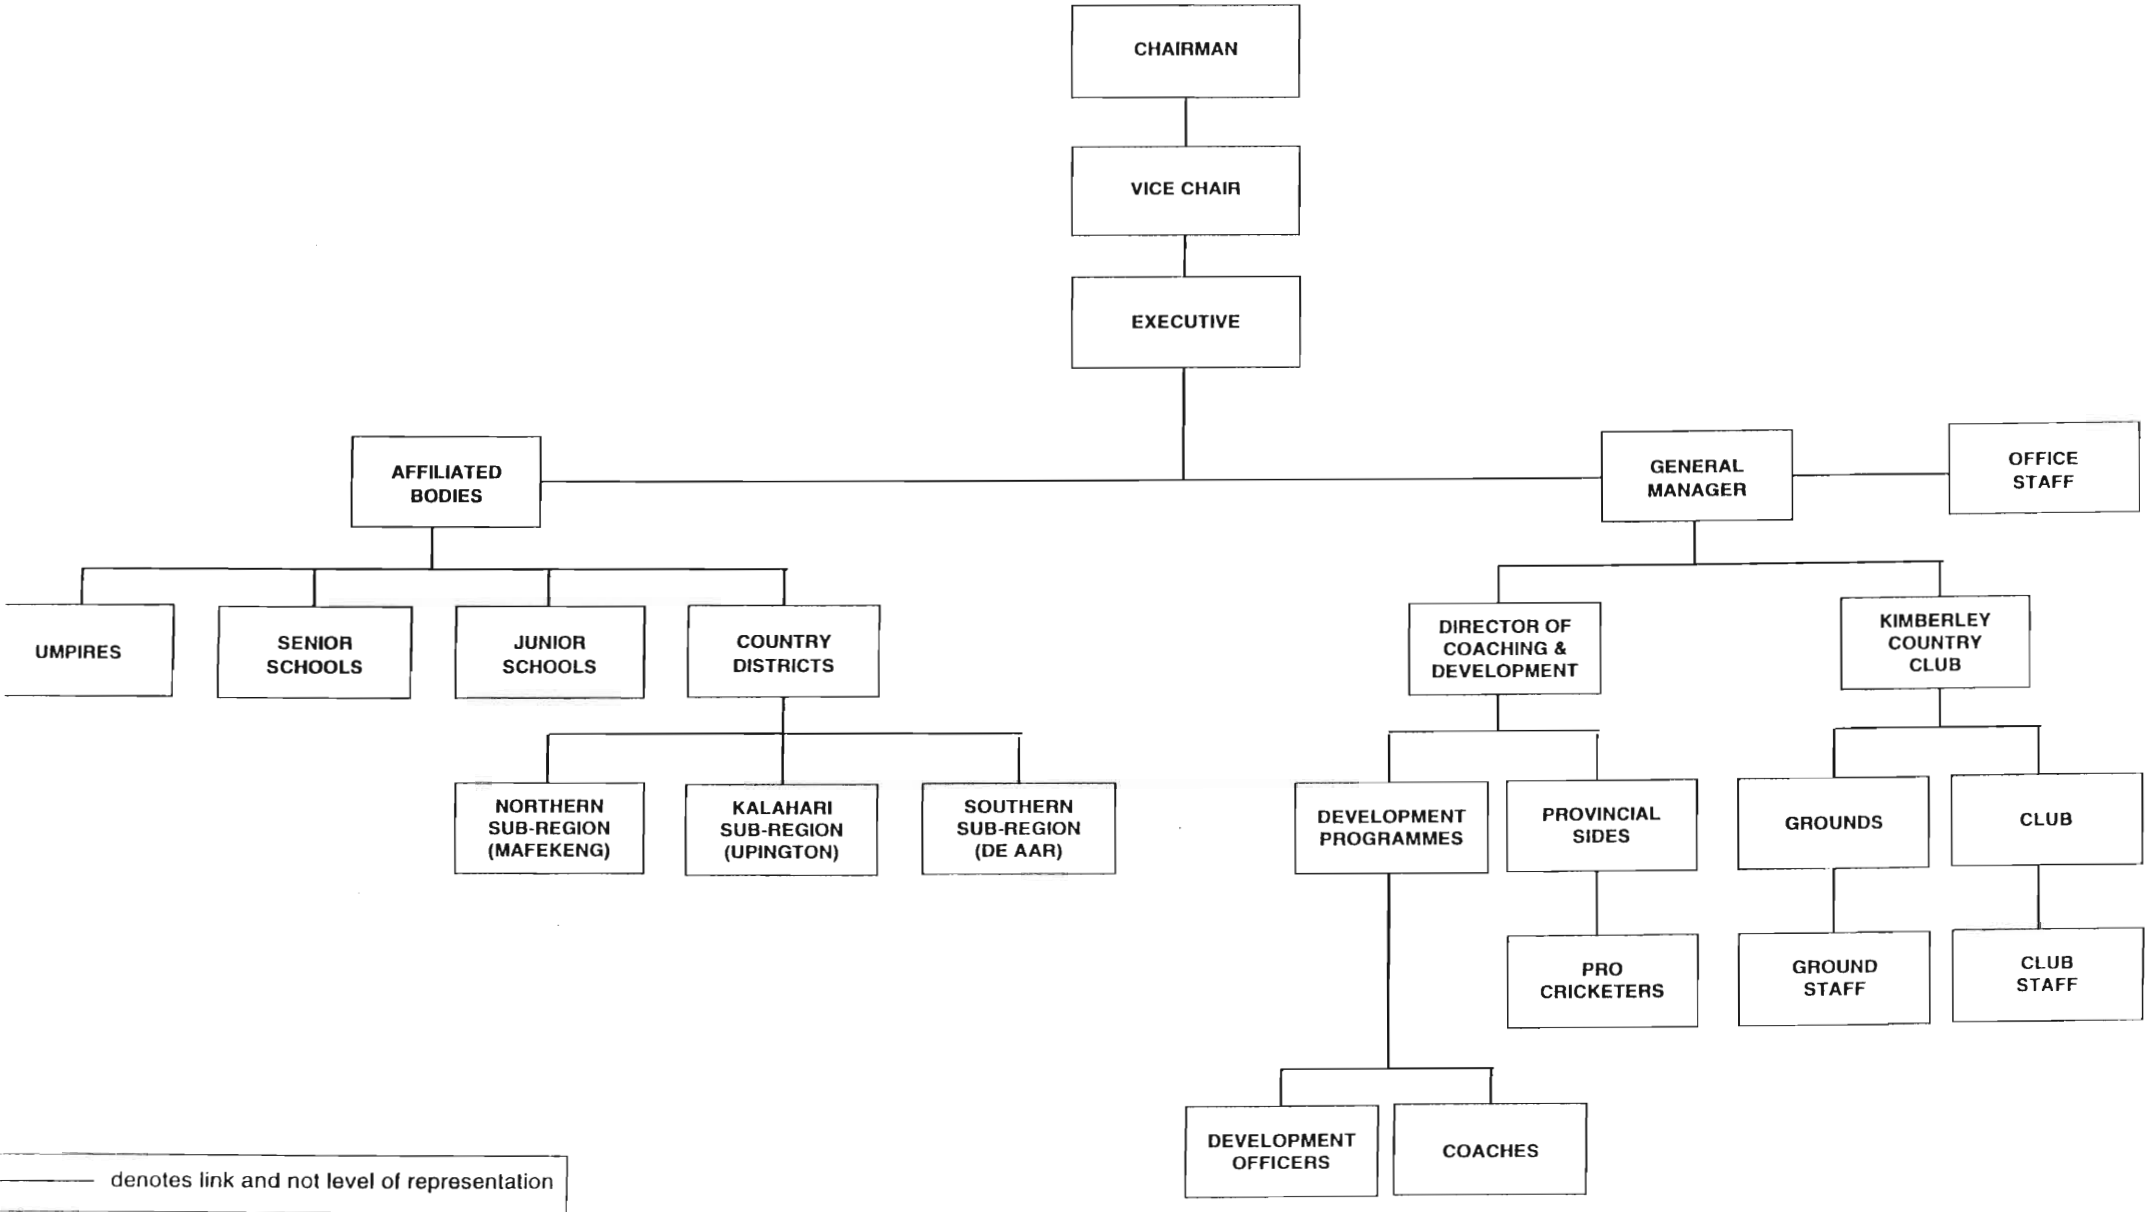 CHAIRMAN
VICE CHAIR
EXECUTIVE
AFFILIATED
BODIES
GENERAL
MANAGER
OFFICE
STAFF
UMPIRES
SENIOR
SCHOOLS
JUNIOR
SCHOOLS
COUNTRY
DISTRICTS
DIRECTOR OF
COACHING &
DEVELOPMENT
KIMBERLEY
COUNTRY
CLUB
NORTHERN
SUB-REGION
(MAFEKENG)
KALAHARI
SUB-REGION
(UPINGTON)
SOUTHERN
SUB-REGION
(DE AAR)
DEVELOPMENT
PROGRAMMES
PROVINCIAL
SIDES
GROUNDS
CLUB
PRO
CRICKETERS
GROUND
STAFF
CLUB
STAFF
DEVELOPMENT
OFFICERS
COACHES
denotes link and not level of representation